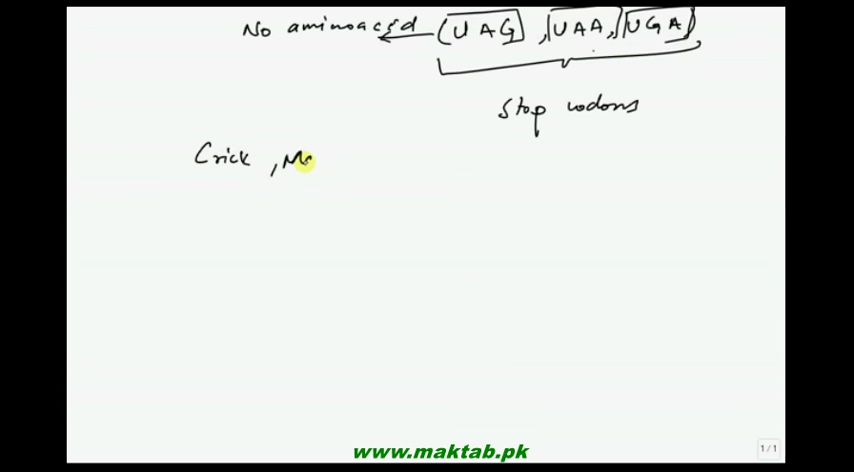 No aminoacid ← (UAG), (UAA), (UGA)
Stop codons
Crick, M
1/1
www.maktab.pk